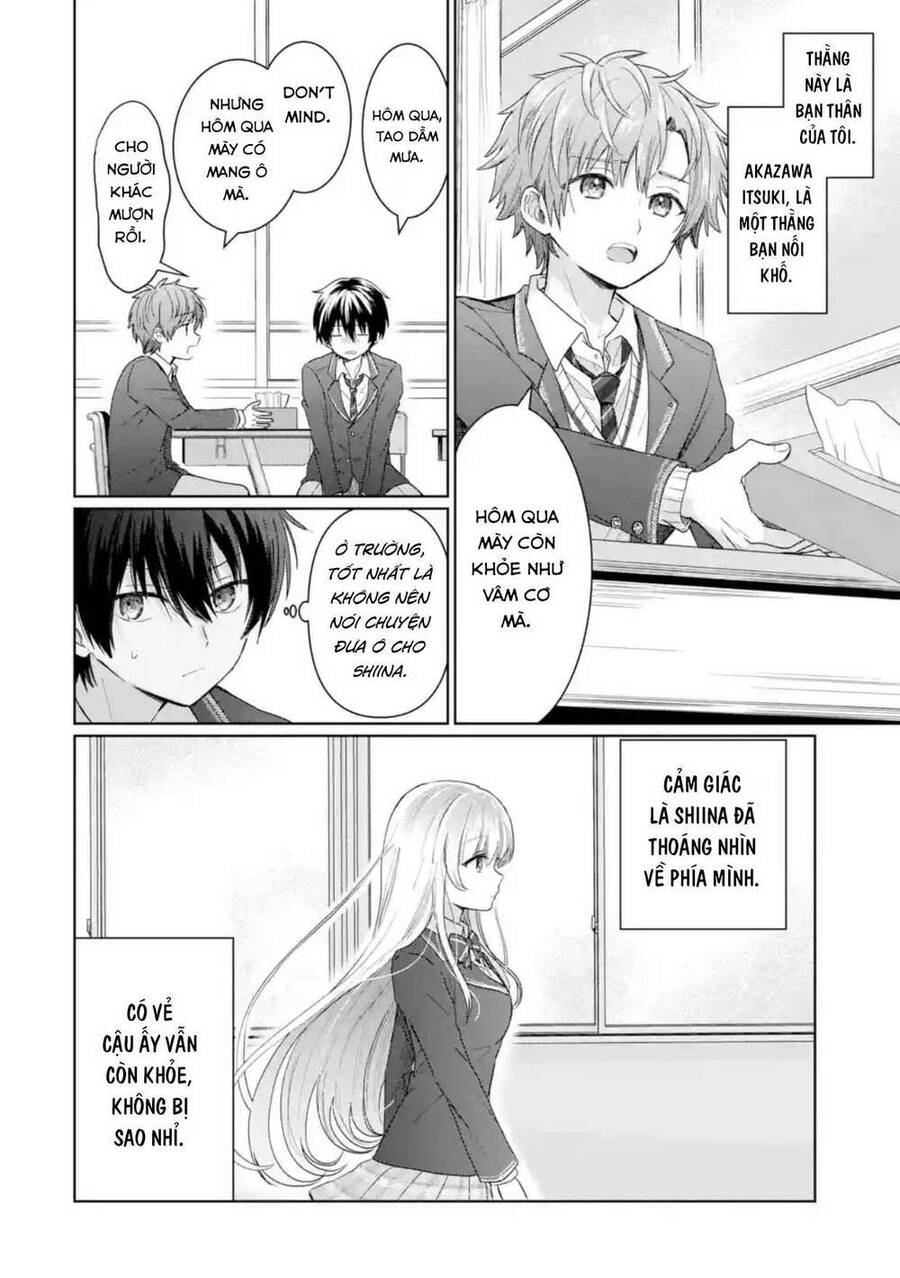 THẰNG
NÀY LÀ
BẠN THÂN
CỦA TÔI.
AKAZAWA
ITSUKI, LÀ
MỘT THẰNG
BẠN NỐI
KHỐ.
HÔM QUA
MÀY CÒN
KHỎE NHƯ
VÂM CƠ
MÀ.
HÔM QUA,
TAO DẦM
MƯA.
DON'T
MIND.
NHƯNG
HÔM QUA
MÀY CÓ
MANG Ô
MÀ.
CHO
NGƯỜI
KHÁC
MƯỢN
RỒI.
Ở TRƯỜNG,
TỐT NHẤT LÀ
KHÔNG NÊN
NÓI CHUYỆN
ĐƯA Ô CHO
SHIINA.
CẢM GIÁC
LÀ SHIINA ĐÃ
THOÁNG NHÌN
VỀ PHÍA MÌNH.
CÓ VẺ
CẬU ẤY VẪN
CÒN KHỎE,
KHÔNG BỊ
SAO NHỈ.